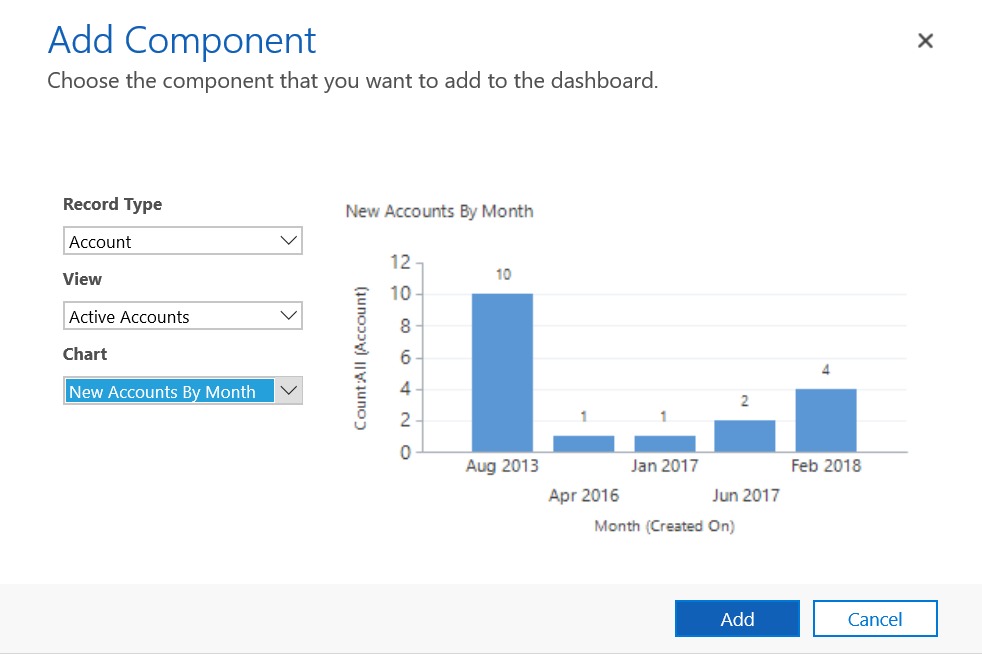 Add Component
Choose the component that you want to add to the dashboard.
Record Type
Account
View
Active Accounts
Chart
New Accounts By Month
New Accounts By Month
Count:All (Account)
12
10
8
6
4
2
0
10
1
1
2
4
Aug 2013
Apr 2016
Jan 2017
Jun 2017
Feb 2018
Month (Created On)
Add
Cancel